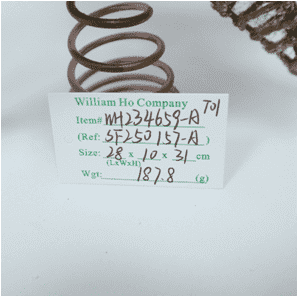 William Ho Company
Item# WH234659-A T01
(Ref: SF250157-A)
Size: 28 x 10 x 31 cm
(LxWxH)
Wgt: 187.8 (g)